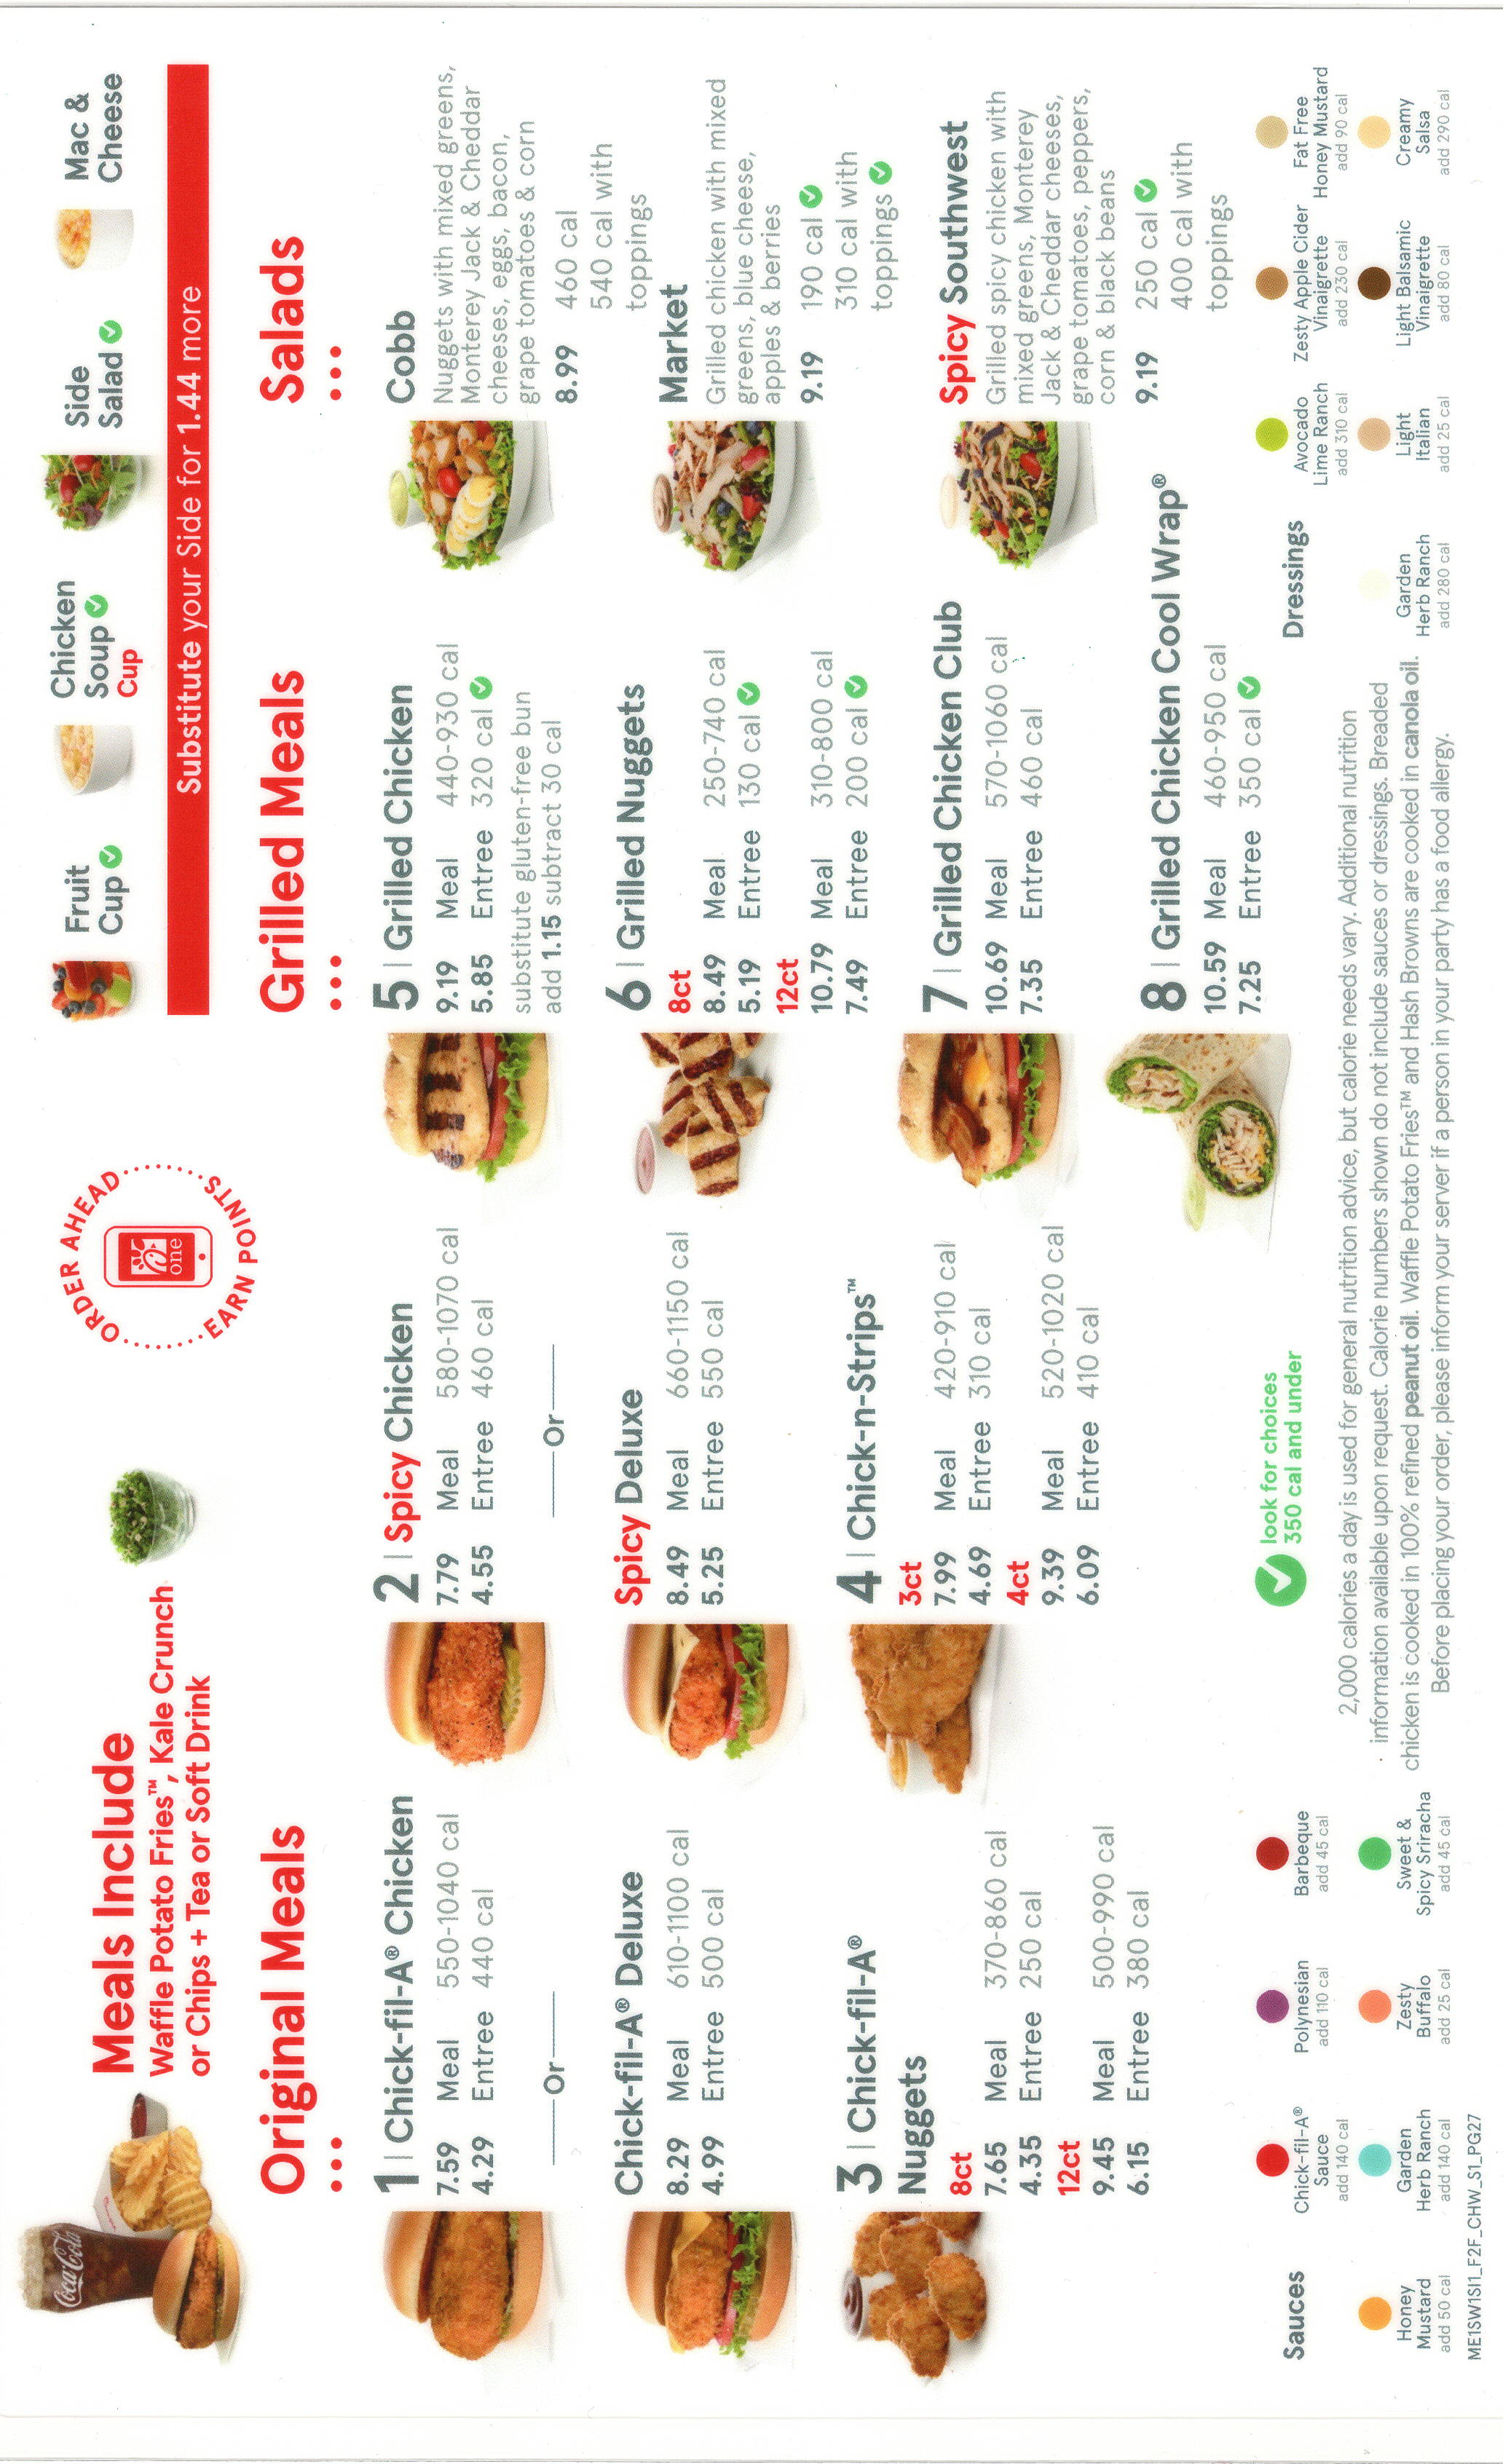 Coca-Cola
Meals Include
Waffle Potato Fries™, Kale Crunch
or Chips + Tea or Soft Drink
ORDER AHEAD
one
EARN POINTS
Fruit
Cup
Chicken
Soup
Cup
Side
Salad
Mac &
Cheese
Substitute your Side for 1.44 more
Original Meals
1 | Chick-fil-A® Chicken
7.59 Meal 550-1040 cal
4.29 Entree 440 cal
Or
Chick-fil-A® Deluxe
8.29 Meal 610-1100 cal
4.99 Entree 500 cal
3 | Chick-fil-A®
Nuggets
8ct
7.65 Meal 370-860 cal
4.35 Entree 250 cal
12ct
9.45 Meal 500-990 cal
6.15 Entree 380 cal
2 | Spicy Chicken
7.79 Meal 580-1070 cal
4.55 Entree 460 cal
Or
Spicy Deluxe
8.49 Meal 660-1150 cal
5.25 Entree 550 cal
4 | Chick-n-Strips™
3ct
7.99 Meal 420-910 cal
4.69 Entree 310 cal
4ct
9.39 Meal 520-1020 cal
6.09 Entree 410 cal
Grilled Meals
5 | Grilled Chicken
9.19 Meal 440-930 cal
5.85 Entree 320 cal
substitute gluten-free bun
add 1.15 subtract 30 cal
6 | Grilled Nuggets
8ct
8.49 Meal 250-740 cal
5.19 Entree 130 cal
12ct
10.79 Meal 310-800 cal
7.49 Entree 200 cal
7 | Grilled Chicken Club
10.69 Meal 570-1060 cal
7.35 Entree 460 cal
8 | Grilled Chicken Cool Wrap®
10.59 Meal 460-950 cal
7.25 Entree 350 cal
Salads
Cobb
Nuggets with mixed greens,
Monterey Jack & Cheddar
cheeses, eggs, bacon,
grape tomatoes & corn
8.99 460 cal
540 cal with
toppings
Market
Grilled chicken with mixed
greens, blue cheese,
apples & berries
9.19 190 cal
310 cal with
toppings
Spicy Southwest
Grilled spicy chicken with
mixed greens, Monterey
Jack & Cheddar cheeses,
grape tomatoes, peppers,
corn & black beans
9.19 250 cal
400 cal with
toppings
Sauces
Honey
Mustard
add 50 cal
Chick-fil-A®
Sauce
add 140 cal
Garden
Herb Ranch
add 140 cal
Polynesian
add 110 cal
Zesty
Buffalo
add 25 cal
Barbeque
add 45 cal
Sweet &
Spicy Sriracha
add 45 cal
look for choices
350 cal and under
2,000 calories a day is used for general nutrition advice, but calorie needs vary. Additional nutrition
information available upon request. Calorie numbers shown do not include sauces or dressings. Breaded
chicken is cooked in 100% refined peanut oil. Waffle Potato Fries™ and Hash Browns are cooked in canola oil.
Before placing your order, please inform your server if a person in your party has a food allergy.
Dressings
Garden
Herb Ranch
add 280 cal
Avocado
Lime Ranch
add 310 cal
Light
Italian
add 25 cal
Zesty Apple Cider
Vinaigrette
add 230 cal
Light Balsamic
Vinaigrette
add 80 cal
Fat Free
Honey Mustard
add 90 cal
Creamy
Salsa
add 290 cal
ME1SW1SI1_F2F_CHW_S1_PG27